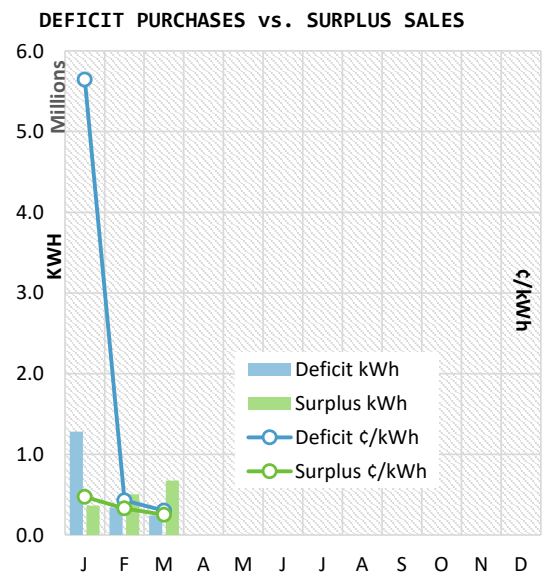 DEFICIT PURCHASES vs. SURPLUS SALES
6.0
5.0
4.0
3.0
2.0
1.0
0.0
Millions
KWH
¢/kWh
Deficit kWh
Surplus kWh
Deficit ¢/kWh
Surplus ¢/kWh
J F M A M J J A S O N D